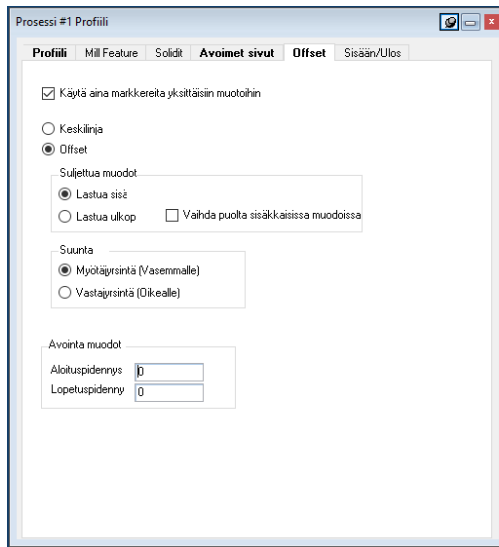 Prosessi #1 Profiili
Profiili Mill Feature Solidit Avoimet sivut Offset Sisään/Ulos
Käytä aina markkereita yksittäisiin muotoihin
Keskilinja
Offset
Suljettua muodot
Lastua sisä
Lastua ulkop Vaihda puolta sisäkkaisissa muodoissa
Suunta
Myötäjyrsintä (Vasemmalle)
Vastajyrsintä (Oikealle)
Avointa muodot
Aloituspidennys 0
Lopetuspidenny 0